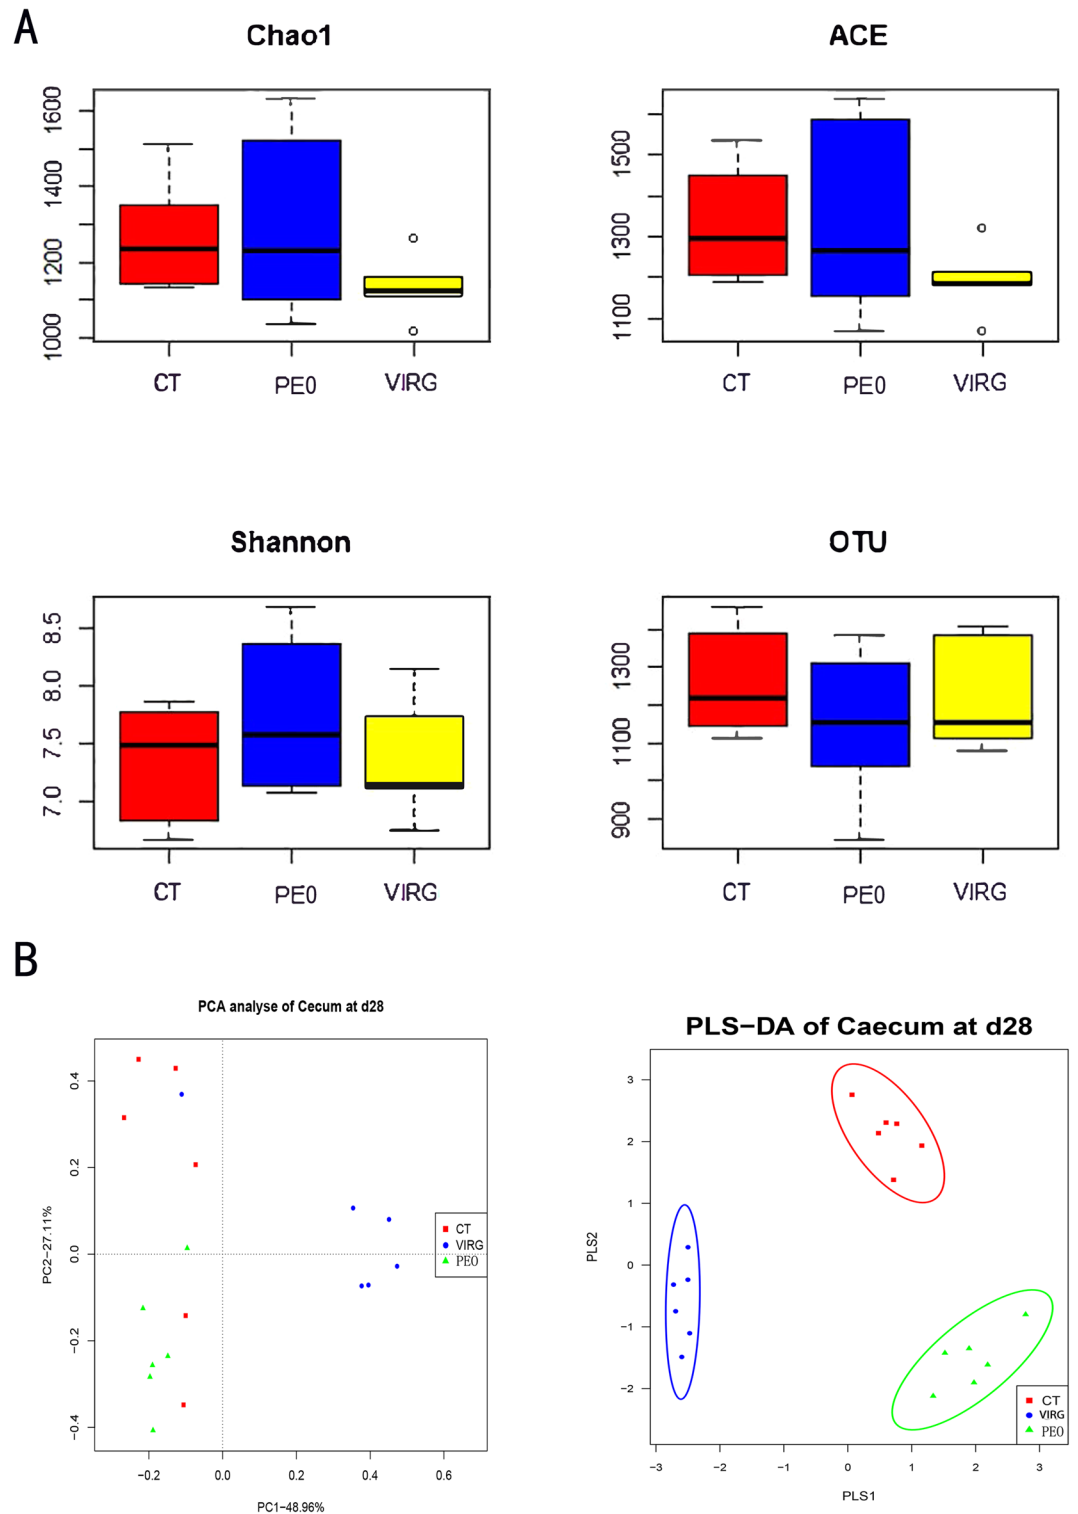 A
Chao1
1600
1400
1200
1000
CT
PE0
VIRG
ACE
1500
1300
1100
CT
PE0
VIRG
Shannon
8.5
8.0
7.5
7.0
CT
PE0
VIRG
OTU
1300
1100
900
CT
PE0
VIRG
B
PCA analyse of Cecum at d28
PC2-27.11%
0.4
0.2
0.0
-0.2
-0.4
CT
VIRG
PEO
-0.2
0.0
0.2
0.4
0.6
PC1-48.96%
PLS-DA of Caecum at d28
PLS2
3
2
1
0
-1
-2
CT
VIRG
PEO
-3
-2
-1
0
1
2
3
PLS1